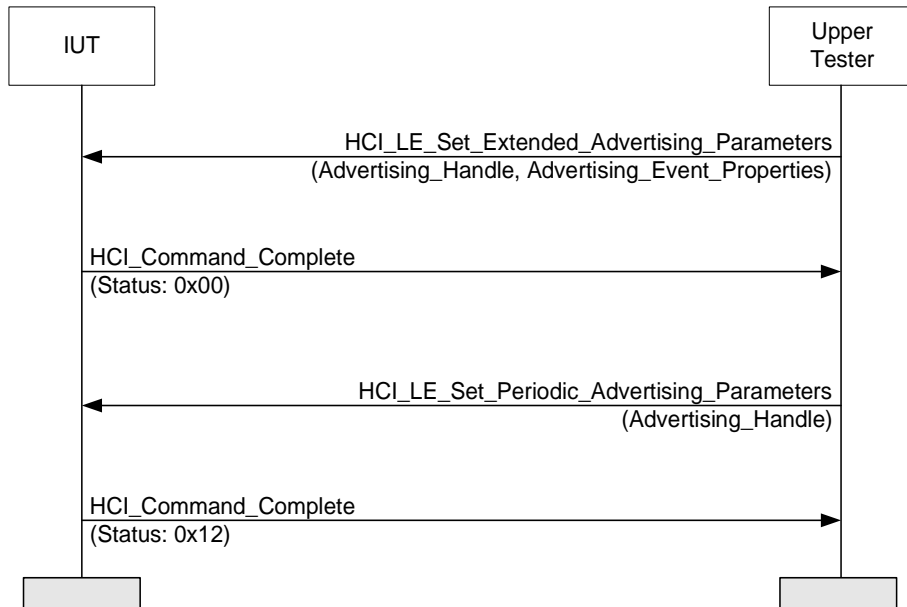 IUT
Upper
Tester
HCI_LE_Set_Extended_Advertising_Parameters
(Advertising_Handle, Advertising_Event_Properties)
HCI_Command_Complete
(Status: 0x00)
HCI_LE_Set_Periodic_Advertising_Parameters
(Advertising_Handle)
HCI_Command_Complete
(Status: 0x12)